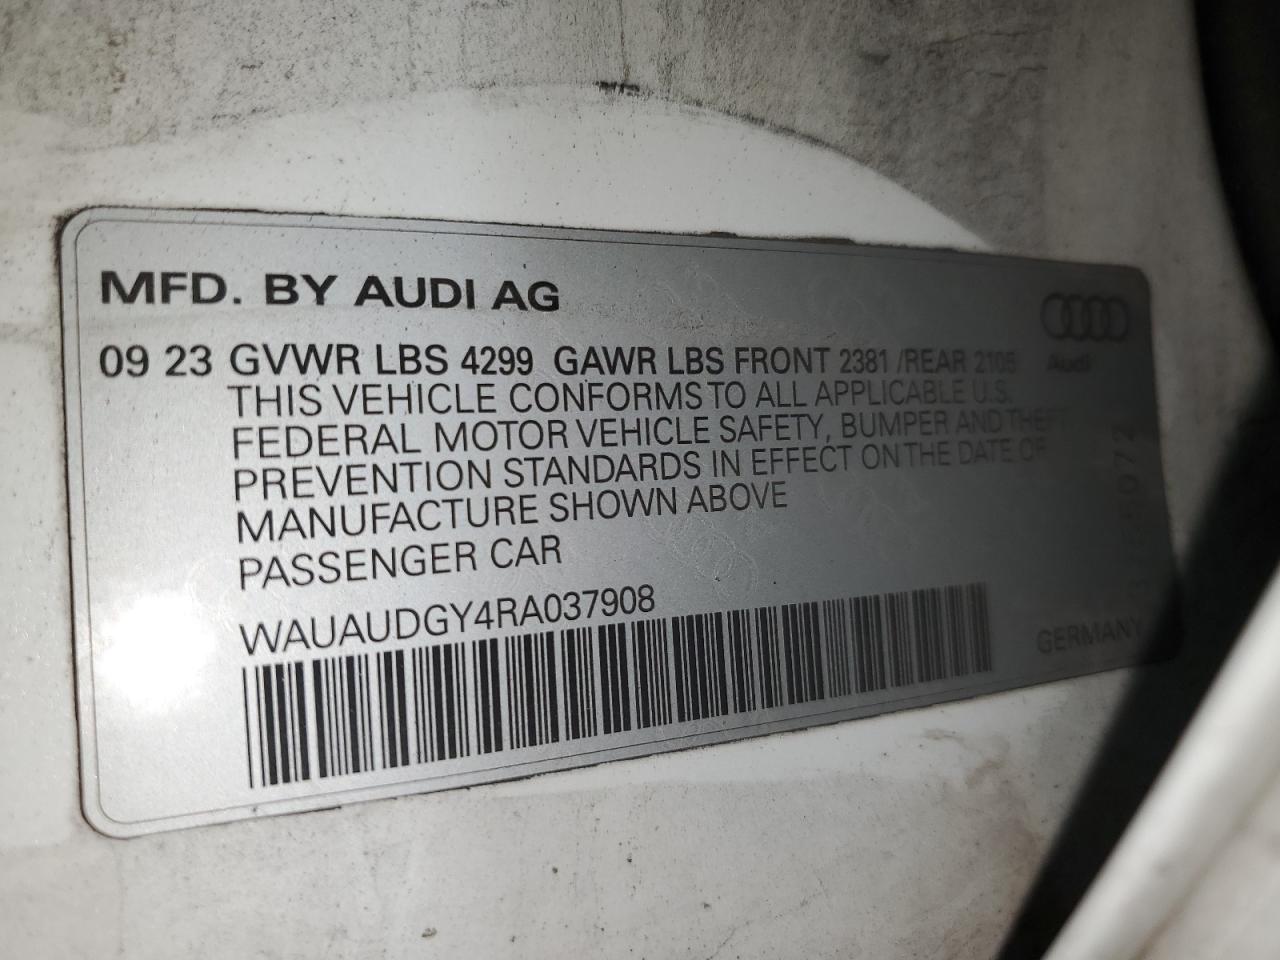 MFD. BY AUDI AG
Audi
09 23 GVWR LBS 4299 GAWR LBS FRONT 2381 /REAR 2105
THIS VEHICLE CONFORMS TO ALL APPLICABLE U.S.
FEDERAL MOTOR VEHICLE SAFETY, BUMPER AND THEFT
PREVENTION STANDARDS IN EFFECT ON THE DATE OF
MANUFACTURE SHOWN ABOVE
PASSENGER CAR
WAUAUDGY4RA037908
GERMANY